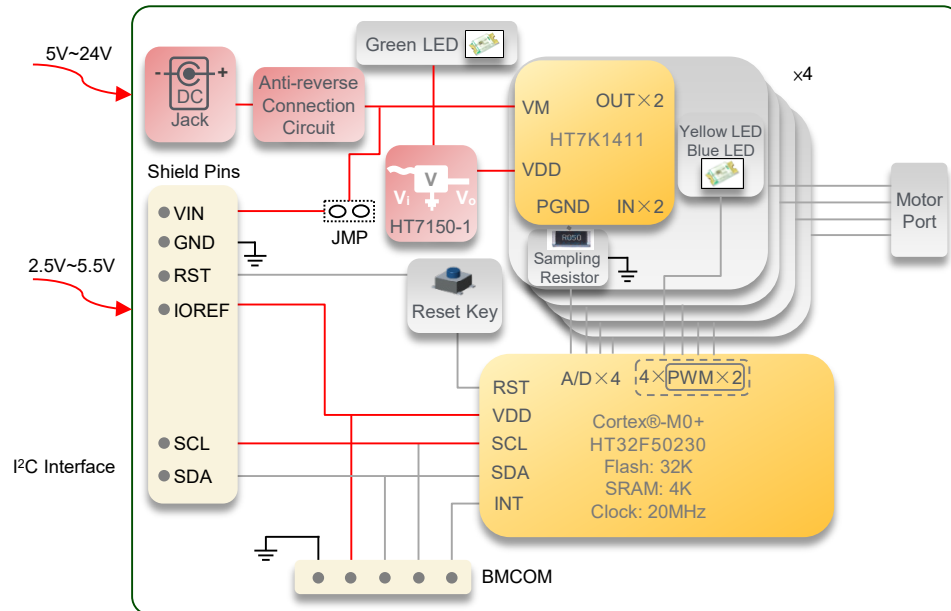 5V~24V
- +
DC
Jack
Anti-reverse
Connection
Circuit
Green LED
VM
OUT×2
HT7K1411
VDD
PGND
IN×2
Yellow LED
Blue LED
×4
Motor
Port
V
Vi
Vo
HT7150-1
JMP
R050
Sampling
Resistor
Shield Pins
VIN
GND
RST
IOREF
SCL
SDA
2.5V~5.5V
I²C Interface
Reset Key
A/D×4
4×PWM×2
RST
VDD
SCL
SDA
INT
Cortex®-M0+
HT32F50230
Flash: 32K
SRAM: 4K
Clock: 20MHz
BMCOM